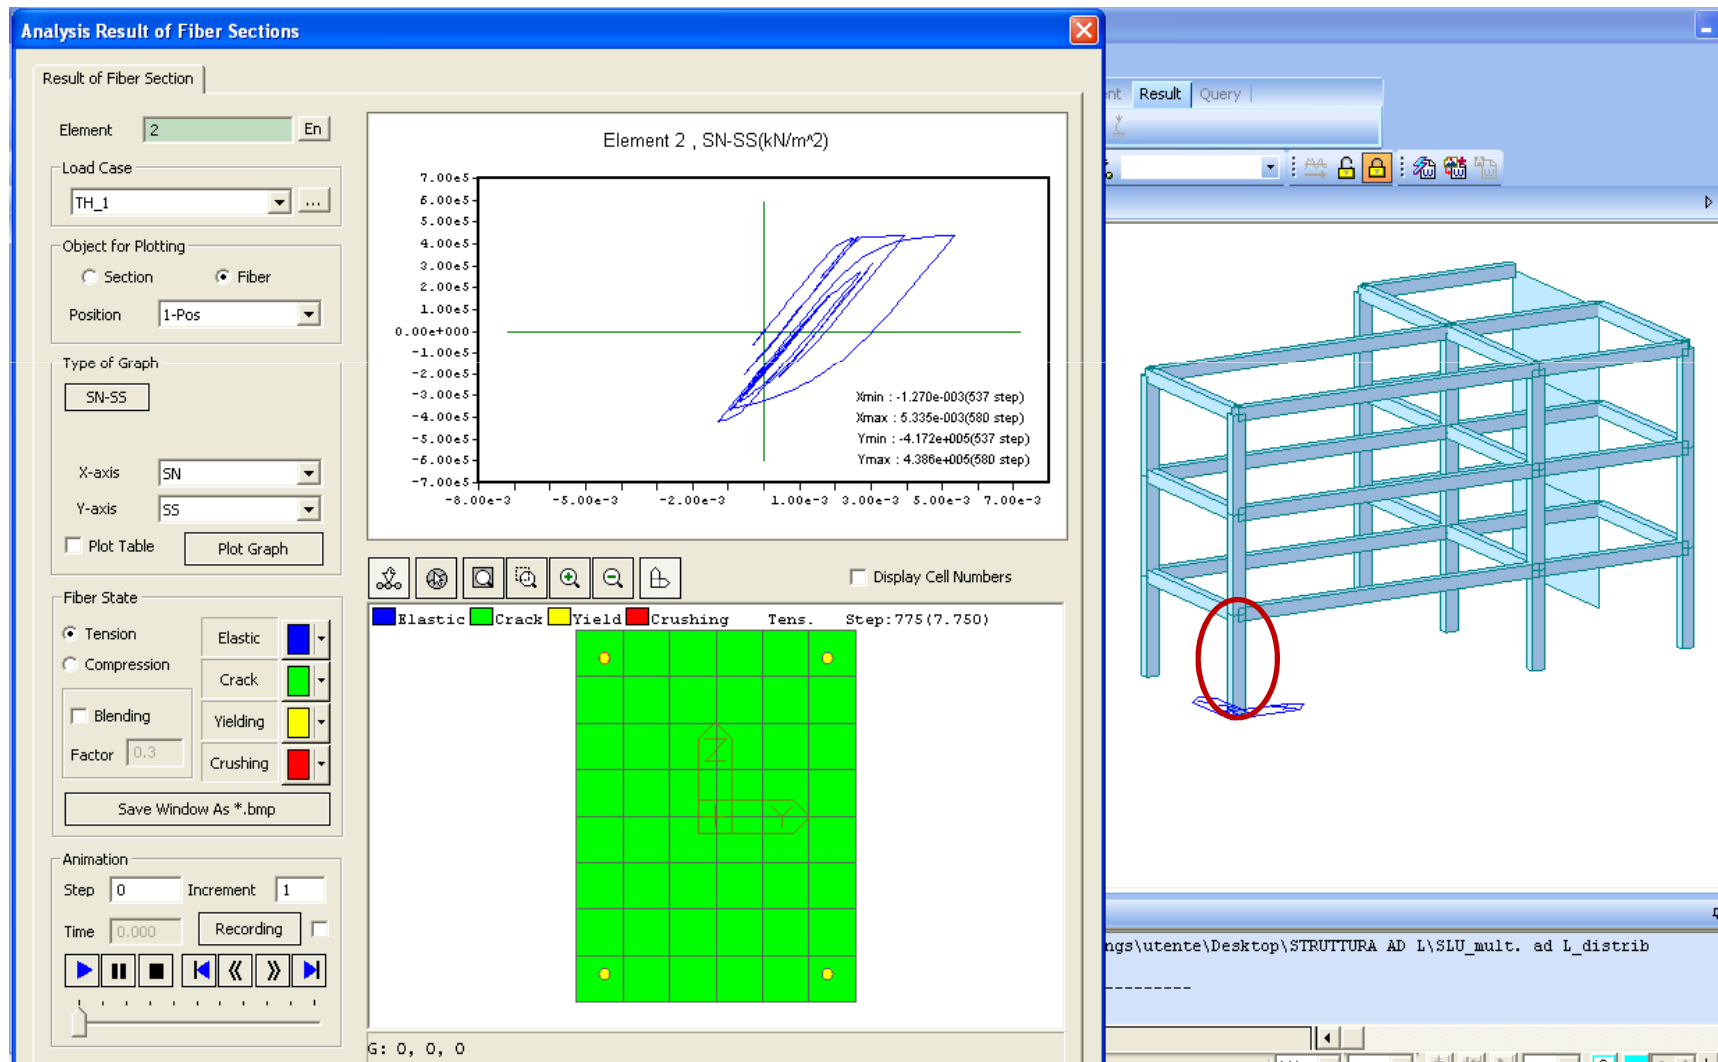 Analysis Result of Fiber Sections
Result of Fiber Section
Element 2 En
Load Case
TH_1 ...
Object for Plotting
Section Fiber
Position 1-Pos
Type of Graph
SN-SS
X-axis SN
Y-axis SS
Plot Table Plot Graph
Fiber State
Tension Elastic
Compression
Crack
Blending Yielding
Factor 0.3 Crushing
Save Window As *.bmp
Animation
Step 0 Increment 1
Time 0.000 Recording
Element 2 , SN-SS(kN/m^2)
7.00e5
6.00e5
5.00e5
4.00e5
3.00e5
2.00e5
1.00e5
0.00e+000
-1.00e5
-2.00e5
-3.00e5
-4.00e5
-5.00e5
-6.00e5
-7.00e5
-8.00e-3 -5.00e-3 -2.00e-3 1.00e-3 3.00e-3 5.00e-3 7.00e-3
Xmin : -1.270e-003(537 step)
Xmax : 5.335e-003(580 step)
Ymin : -4.172e+005(537 step)
Ymax : 4.386e+005(580 step)
Display Cell Numbers
Elastic Crack Yield Crushing Tens. Step:775(7.750)
Z
Y
G: 0, 0, 0
nt Result Query
ngs\utente\Desktop\STRUTTURA AD L\SLU_mult. ad L_distrib
----------